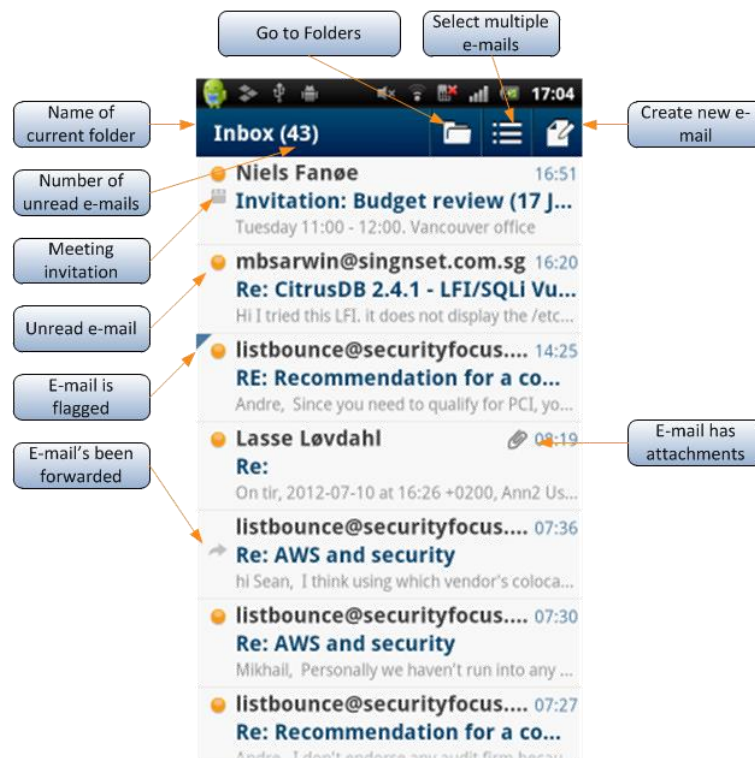 Go to Folders
Select multiple
e-mails
Name of
current folder
17:04
Inbox (43)
Create new e-
mail
Number of
unread e-mails
Meeting
invitation
Unread e-mail
E-mail is
flagged
E-mail's been
forwarded
E-mail has
attachments
Niels Fanøe 16:51
Invitation: Budget review (17 J...
Tuesday 11:00 - 12:00. Vancouver office
mbsarwin@singnset.com.sg 16:20
Re: CitrusDB 2.4.1 - LFI/SQLi Vu...
Hi I tried this LFI. it does not display the /etc...
listbounce@securityfocus.... 14:25
RE: Recommendation for a co...
Andre, Since you need to qualify for PCI, yo...
Lasse Løvdahl 08:19
Re:
On tir, 2012-07-10 at 16:26 +0200, Ann2 Us...
listbounce@securityfocus.... 07:36
Re: AWS and security
hi Sean, I think using which vendor's coloca...
listbounce@securityfocus.... 07:30
Re: AWS and security
Mikhail, Personally we haven't run into any ...
listbounce@securityfocus.... 07:27
Re: Recommendation for a co...
Andre, I don't endorse any audit firm becau...